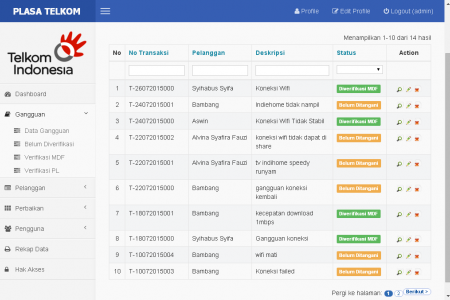 PLASA TELKOM
Profile Edit Profile Logout (admin)
Telkom
Indonesia
Dashboard
Gangguan
Data Gangguan
Belum Diverifikasi
Verifikasi MDF
Verifikasi PL
Pelanggan
Perbaikan
Pengguna
Rekap Data
Hak Akses
Menampilkan 1-10 dari 14 hasil
No No Transaksi Pelanggan Deskripsi Status Action
1 T-26072015000 Syihabus Syifa Koneksi Wifi Diverifikasi MDF
2 T-24072015001 Bambang Indiehome tidak nampil Belum Ditangani
3 T-24072015000 Aswin Koneksi Wifi Tidak Stabil Diverifikasi MDF
4 T-22072015002 Alvina Syafira Fauzi koneksi wifi tidak dapat di
share Belum Ditangani
5 T-22072015001 Alvina Syafira Fauzi tv indihome speedy
runyam Belum Ditangani
6 T-22072015000 Bambang gangguan koneksi
kembali Belum Ditangani
7 T-18072015001 Bambang kecepatan download
1mbps Diverifikasi MDF
8 T-18072015000 Syihabus Syifa Gangguan koneksi Diverifikasi MDF
9 T-10072015004 Bambang wifi mati Belum Ditangani
10 T-10072015003 Bambang Koneksi failed Belum Ditangani
Pergi ke halaman: 1 2 Berikut >